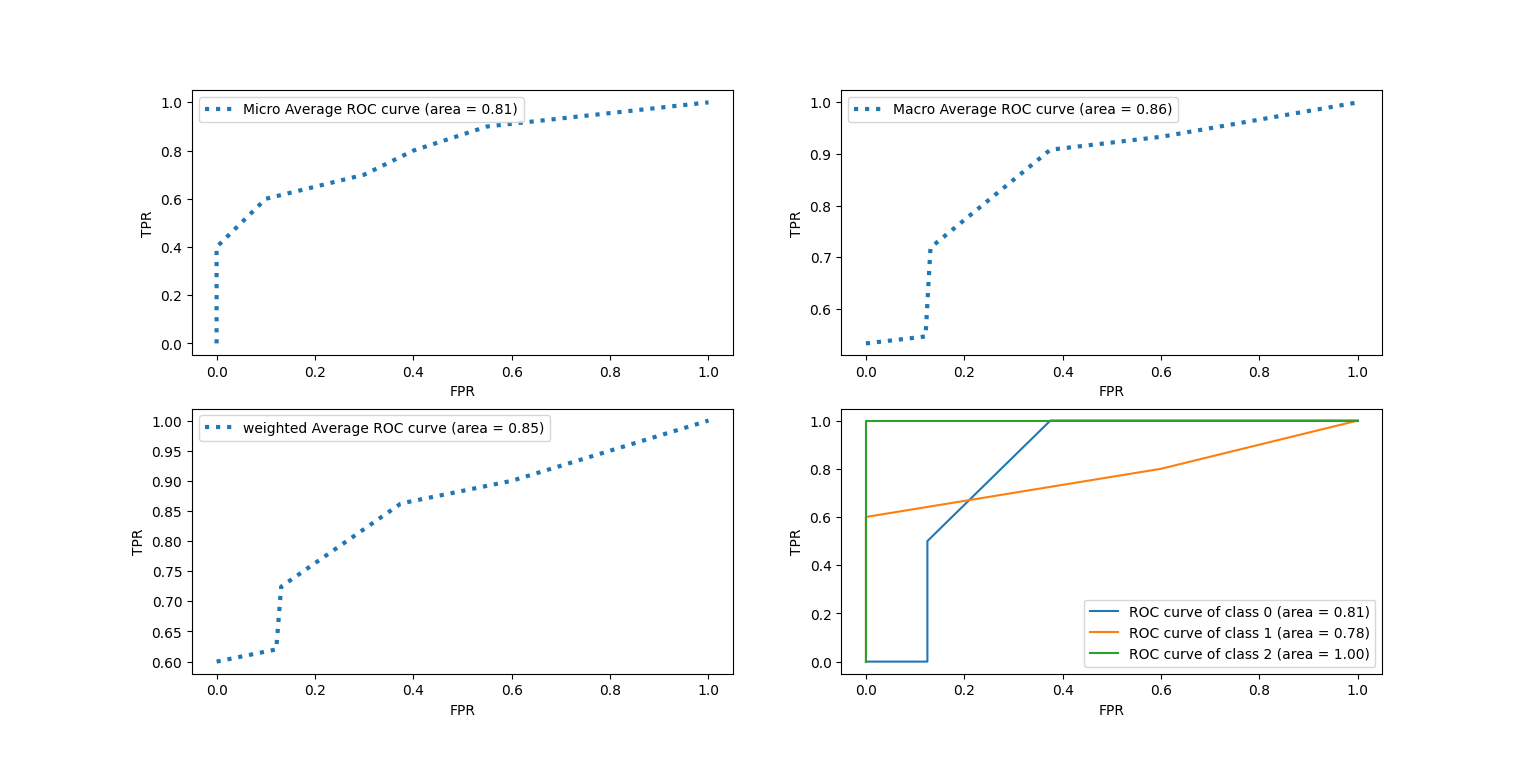 Micro Average ROC curve (area = 0.81)
1.0
0.8
0.6
0.4
0.2
0.0
TPR
0.0 0.2 0.4 0.6 0.8 1.0
FPR
Macro Average ROC curve (area = 0.86)
1.0
0.9
0.8
0.7
0.6
TPR
0.0 0.2 0.4 0.6 0.8 1.0
FPR
weighted Average ROC curve (area = 0.85)
1.00
0.95
0.90
0.85
0.80
0.75
0.70
0.65
0.60
TPR
0.0 0.2 0.4 0.6 0.8 1.0
FPR
1.0
0.8
0.6
0.4
0.2
0.0
TPR
ROC curve of class 0 (area = 0.81)
ROC curve of class 1 (area = 0.78)
ROC curve of class 2 (area = 1.00)
0.0 0.2 0.4 0.6 0.8 1.0
FPR